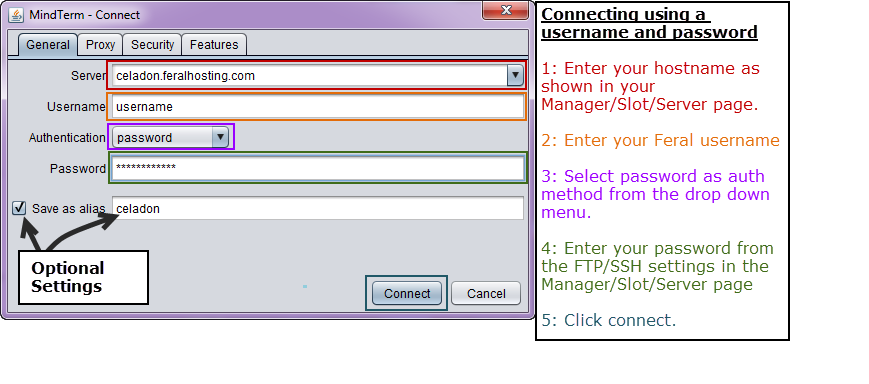 MindTerm - Connect
General Proxy Security Features
Server celadon.feralhosting.com
Username username
Authentication password
Password ************
Save as alias celadon
Optional
Settings
Connect Cancel
Connecting using a
username and password
1: Enter your hostname as
shown in your
Manager/Slot/Server page.
2: Enter your Feral username
3: Select password as auth
method from the drop down
menu.
4: Enter your password from
the FTP/SSH settings in the
Manager/Slot/Server page
5: Click connect.